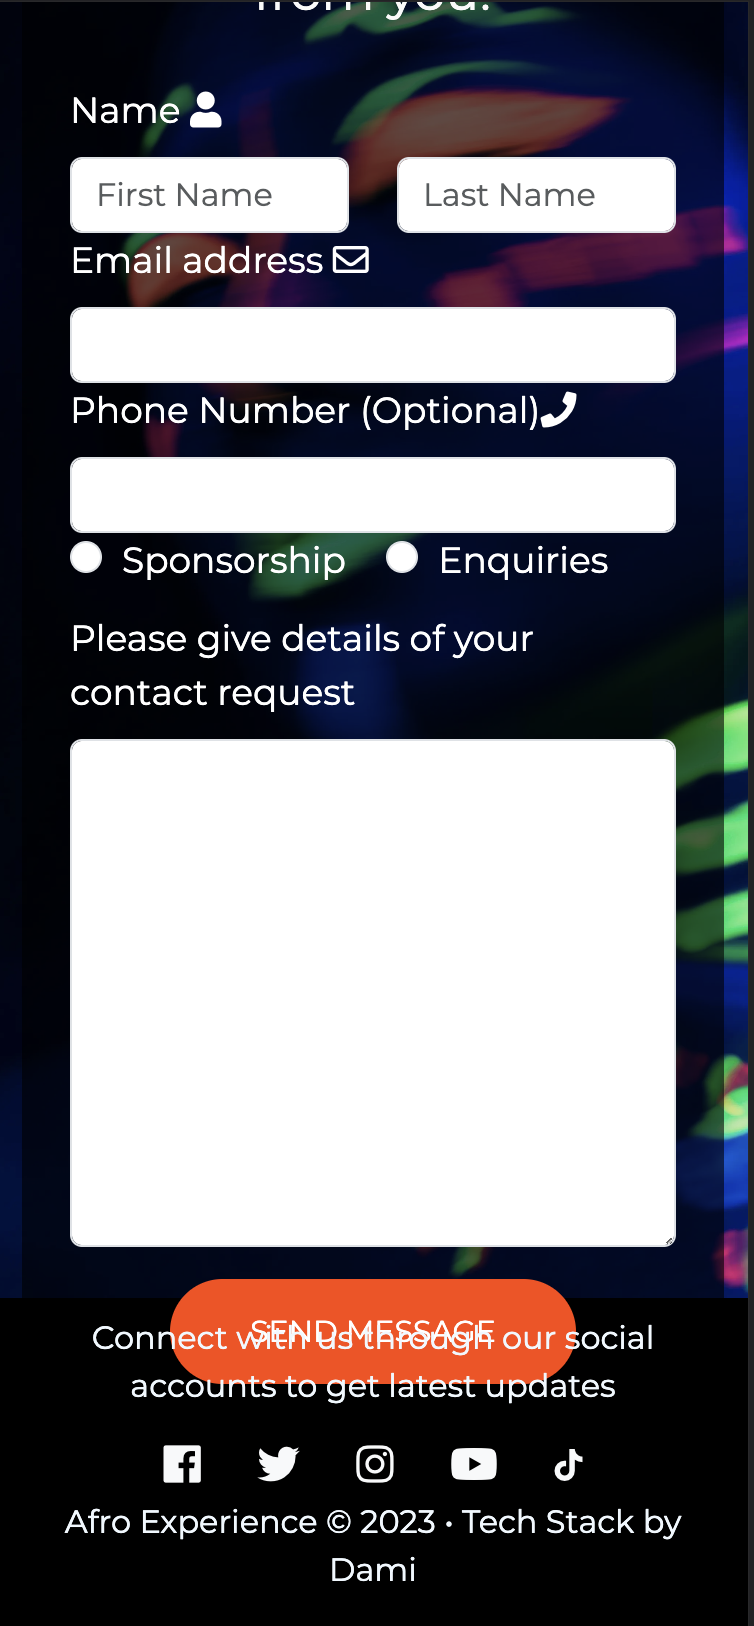 from you!
Name
First Name Last Name
Email address
Phone Number (Optional)
Sponsorship Enquiries
Please give details of your
contact request
SEND MESSAGE
Connect with us through our social
accounts to get latest updates
Afro Experience © 2023 • Tech Stack by
Dami